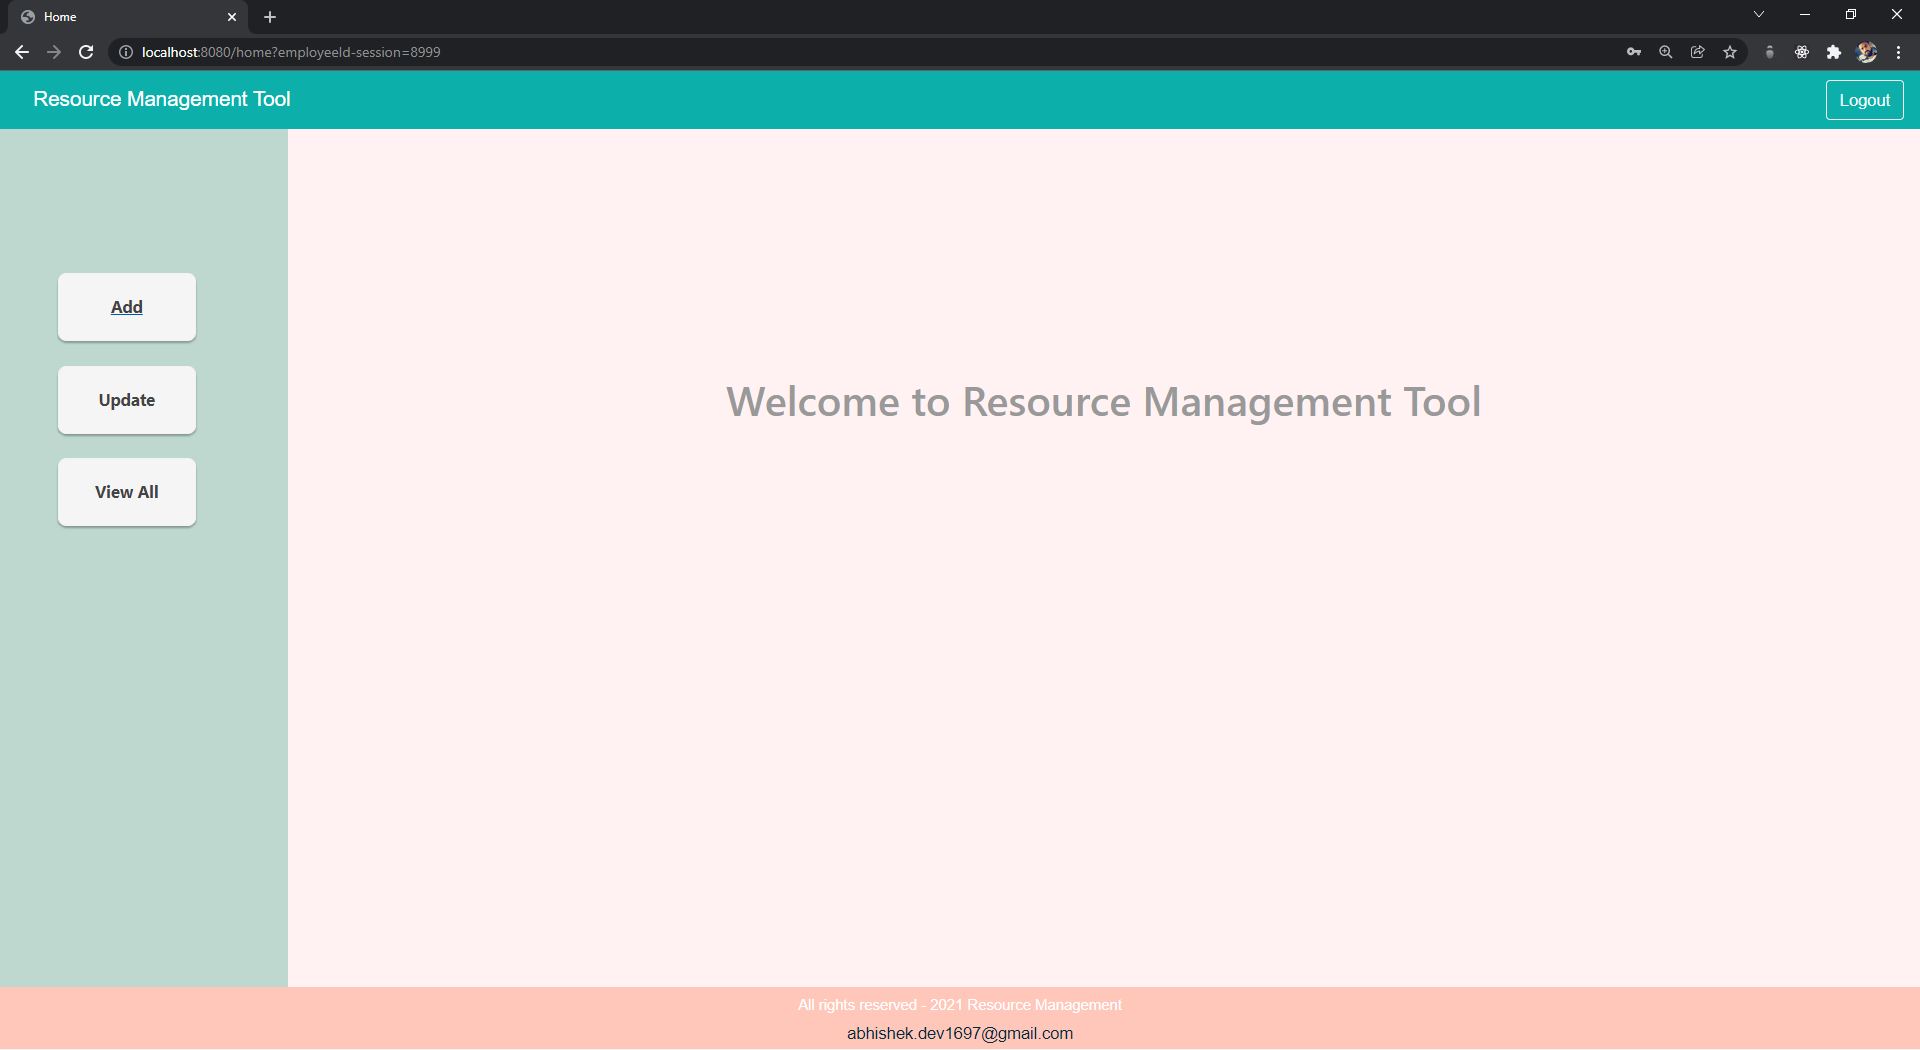 Home
localhost:8080/home?employeeId-session=8999
Resource Management Tool
Logout
Add
Update
View All
Welcome to Resource Management Tool
All rights reserved - 2021 Resource Management
abhishek.dev1697@gmail.com